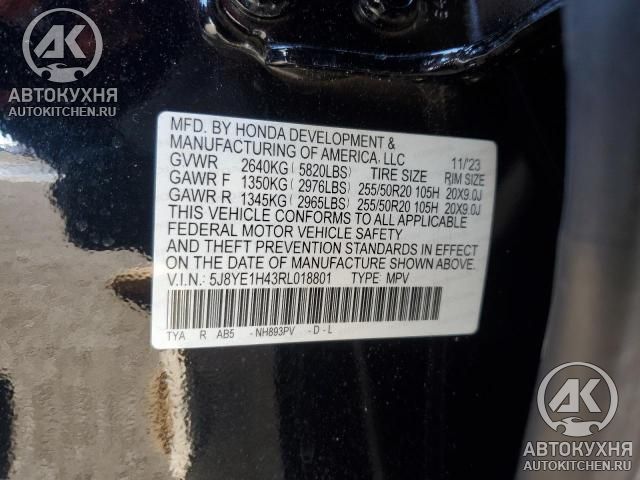 АК
АВТОКУХНЯ
AUTOKITCHEN.RU
MFD. BY HONDA DEVELOPMENT &
MANUFACTURING OF AMERICA, LLC 11/23
GVWR 2640KG ( 5820LBS) TIRE SIZE RIM SIZE
GAWR F 1350KG ( 2976LBS) 255/50R20 105H 20X9.0J
GAWR R 1345KG ( 2965LBS) 255/50R20 105H 20X9.0J
THIS VEHICLE CONFORMS TO ALL APPLICABLE
FEDERAL MOTOR VEHICLE SAFETY
AND THEFT PREVENTION STANDARDS IN EFFECT
ON THE DATE OF MANUFACTURE SHOWN ABOVE.
V.I.N.: 5J8YE1H43RL018801 TYPE: MPV
TYA R AB5 -NH893PV -D-L
АК
АВТОКУХНЯ
AUTOKITCHEN.RU